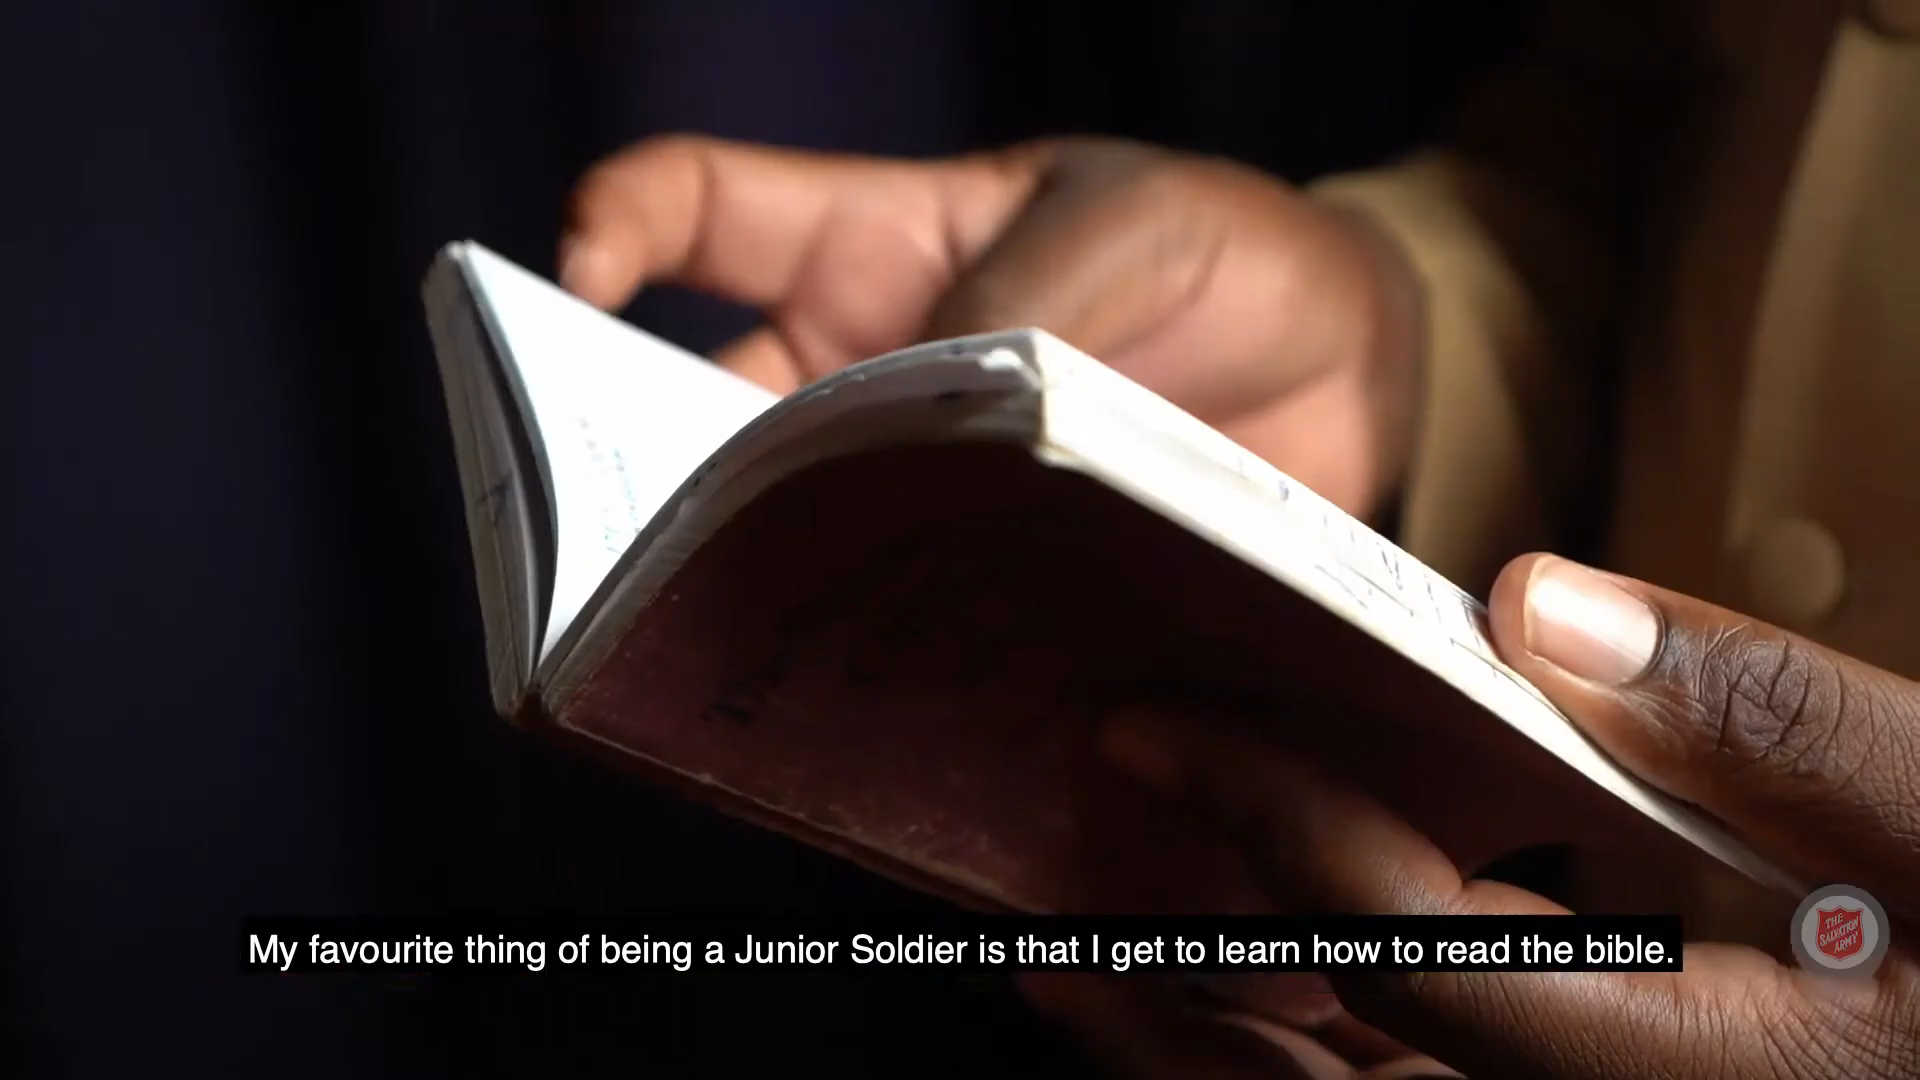 My favourite thing of being a Junior Soldier is that I get to learn how to read the bible.
THE
SALVATION
ARMY